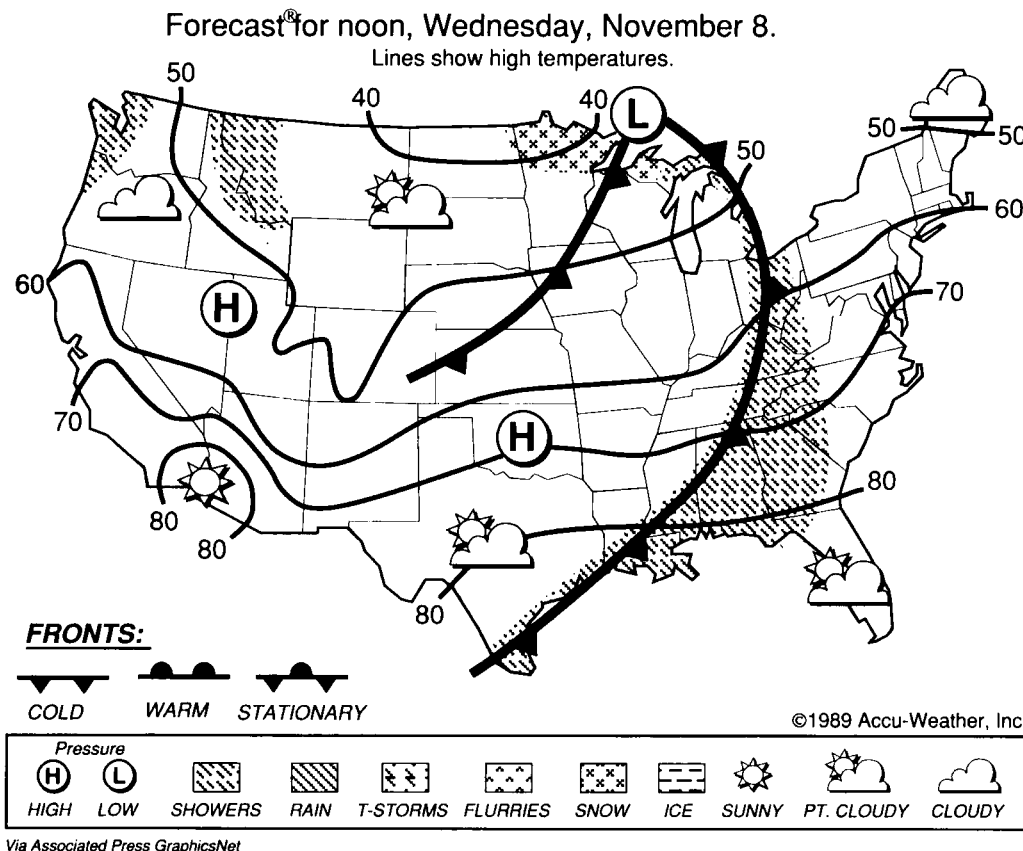 Forecast® for noon, Wednesday, November 8.
Lines show high temperatures.
50
40
40
L
50
50
50
60
60
H
70
70
H
80
80
80
80
FRONTS:
COLD WARM STATIONARY
©1989 Accu-Weather, Inc
Pressure
H L
HIGH LOW SHOWERS RAIN T-STORMS FLURRIES SNOW ICE SUNNY PT. CLOUDY CLOUDY
Via Associated Press GraphicsNet